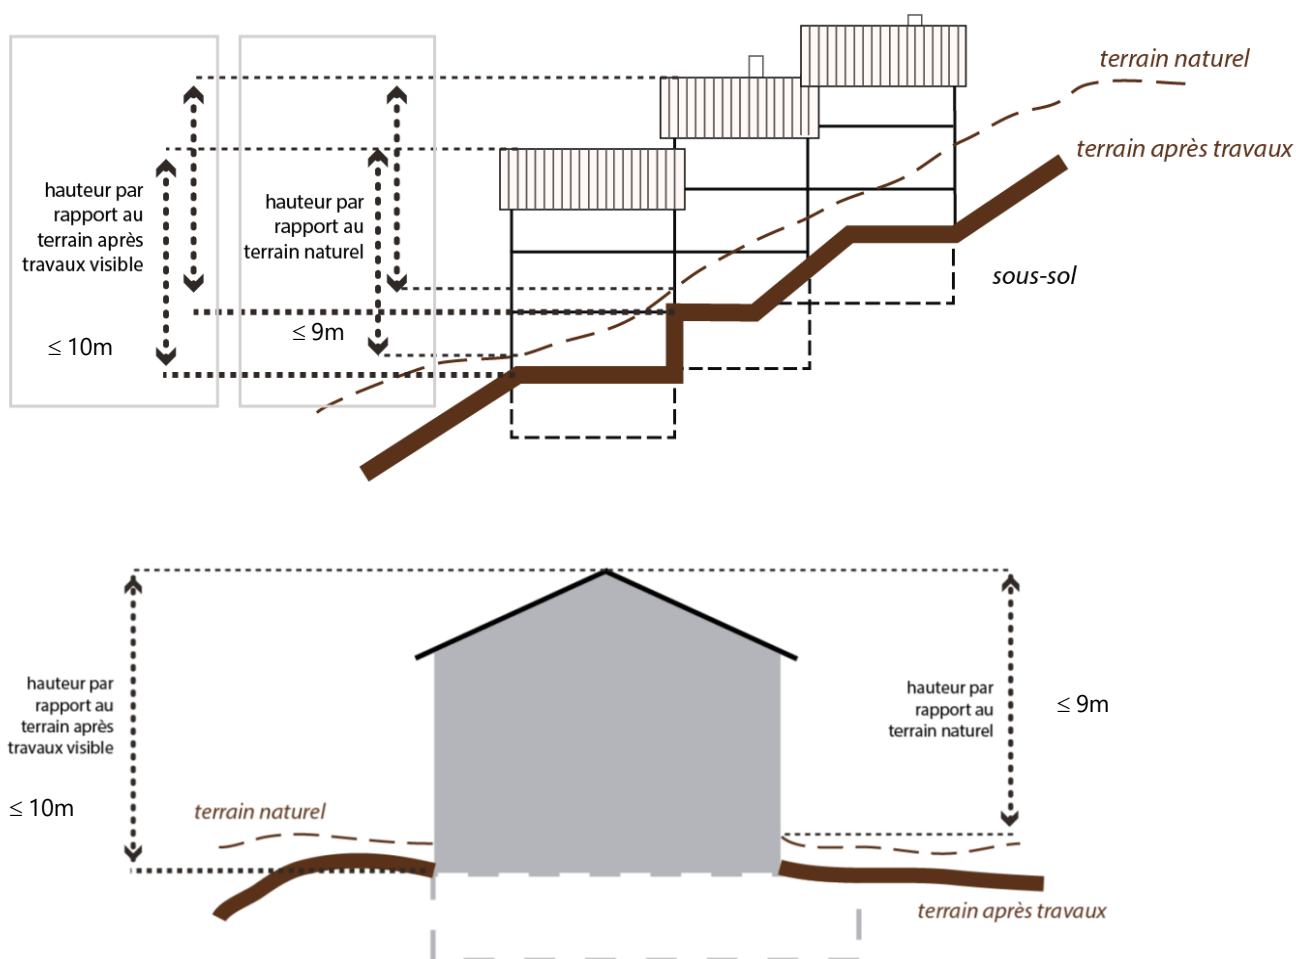 terrain naturel
terrain après travaux
hauteur par
rapport au
terrain après
travaux visible
≤ 10m
hauteur par
rapport au
terrain naturel
≤ 9m
sous-sol
hauteur par
rapport au
terrain après
travaux visible
≤ 10m
terrain naturel
hauteur par
rapport au
terrain naturel
≤ 9m
terrain après travaux